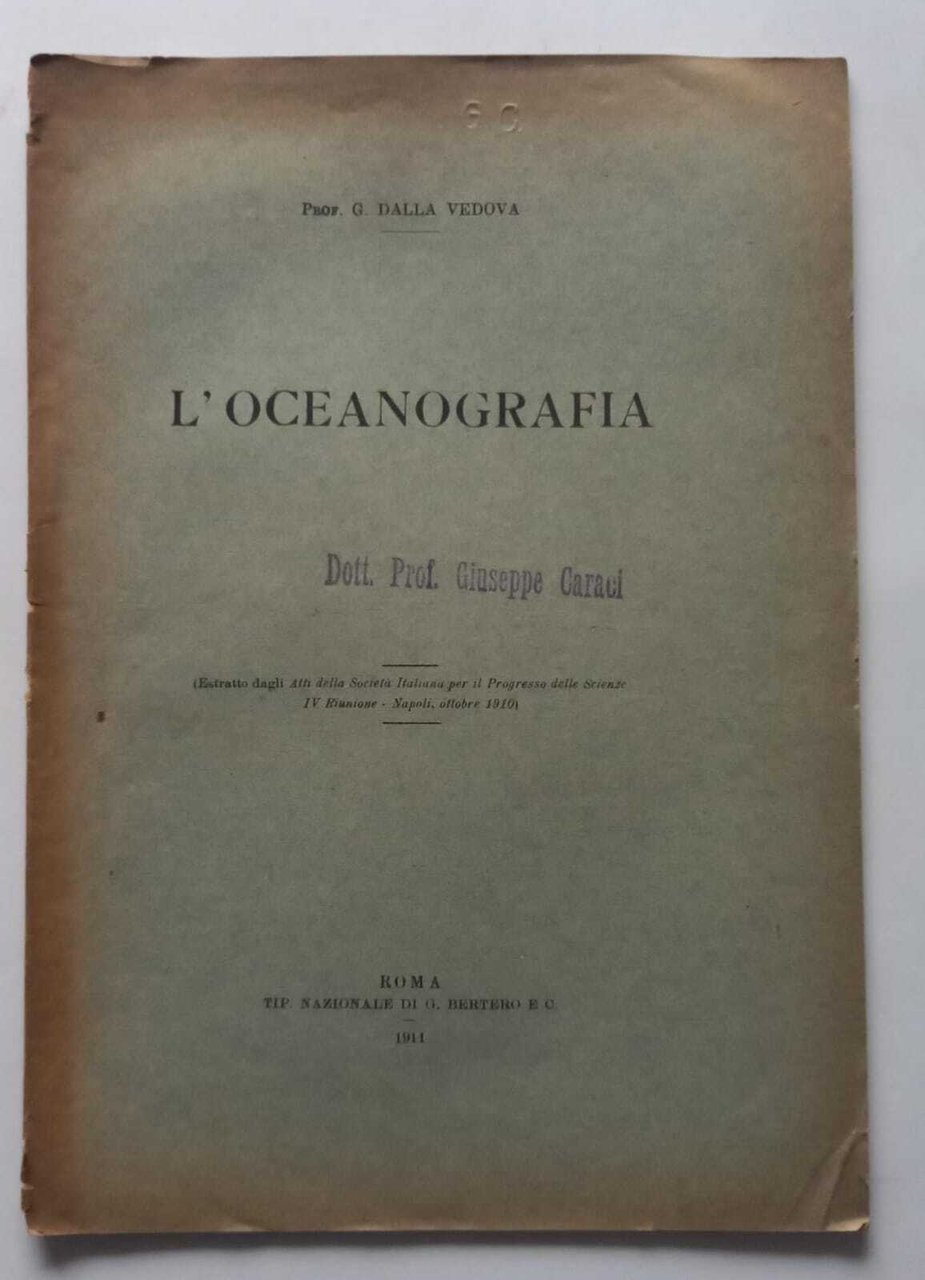 G C.
PROF. G. DALLA VEDOVA
L'OCEANOGRAFIA
Dott. Prof. Giuseppe Caraci
(Estratto dagli Atti della Società Italiana per il Progresso delle Scienze
IV Riunione - Napoli, ottobre 1910)
ROMA
TIP. NAZIONALE DI G. BERTERO E C.
1911